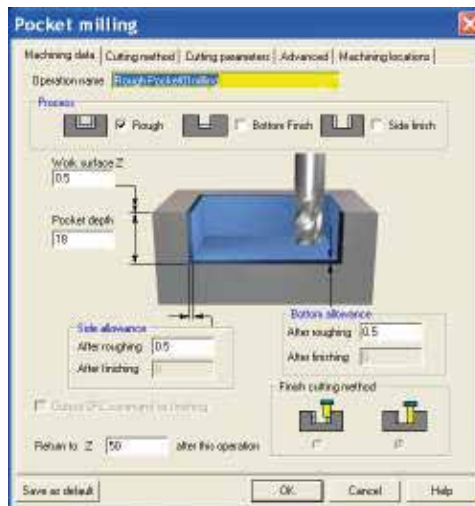 Pocket milling
Machining data Cutting method Cutting parameters Advanced Machining locations
Operation name Rough Pocket
Process
Rough Bottom Finish Side finish
Work surface Z
0.5
Pocket depth
18
Side allowance
After roughing 0.5
After finishing
Bottom allowance
After roughing 0.5
After finishing
Finish cutting method
Return to Z 50 after this operation
Save as default OK Cancel Help